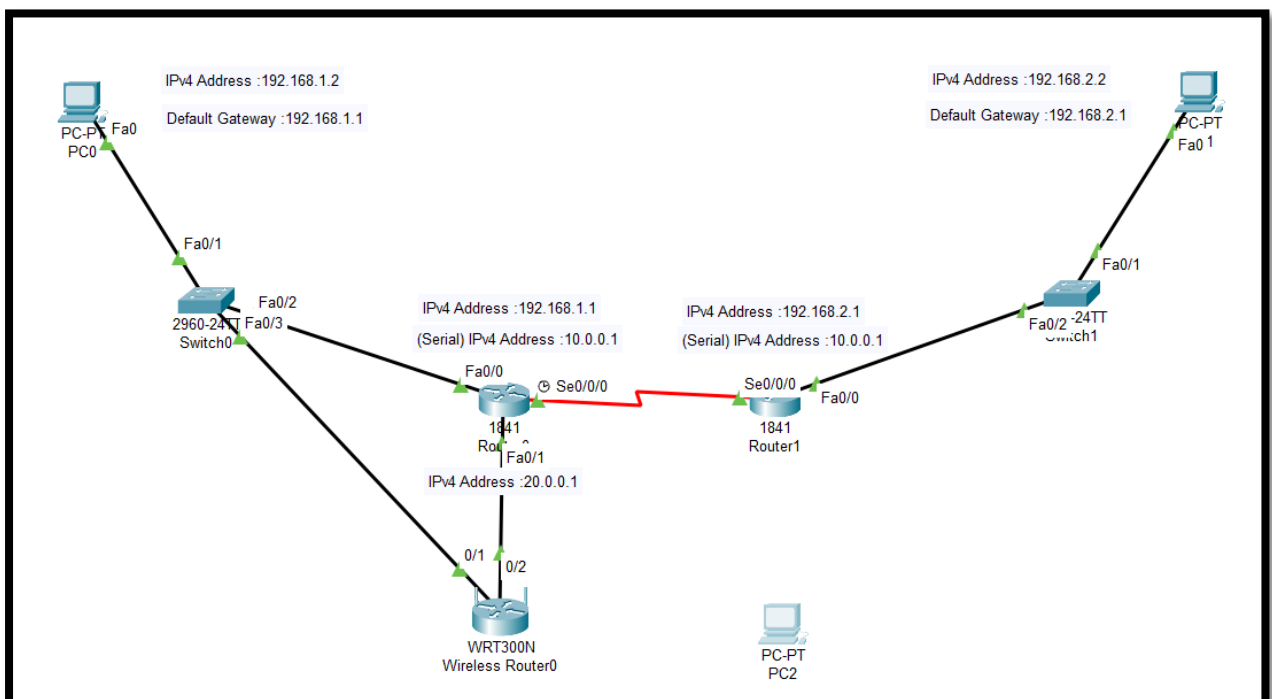 IPv4 Address :192.168.1.2
Default Gateway :192.168.1.1
PC-PT
Fa0
PC0
IPv4 Address :192.168.2.2
Default Gateway :192.168.2.1
PC-PT
Fa0
1
Fa0/1
Fa0/2
2960-24TT
Fa0/3
Switch0
Fa0/1
Fa0/2
-24TT
IPv4 Address :192.168.1.1
(Serial) IPv4 Address :10.0.0.1
IPv4 Address :192.168.2.1
(Serial) IPv4 Address :10.0.0.1
Fa0/0
Se0/0/0
1841
Fa0/1
IPv4 Address :20.0.0.1
Se0/0/0
Fa0/0
1841
Router1
0/1
0/2
WRT300N
Wireless Router0
PC-PT
PC2